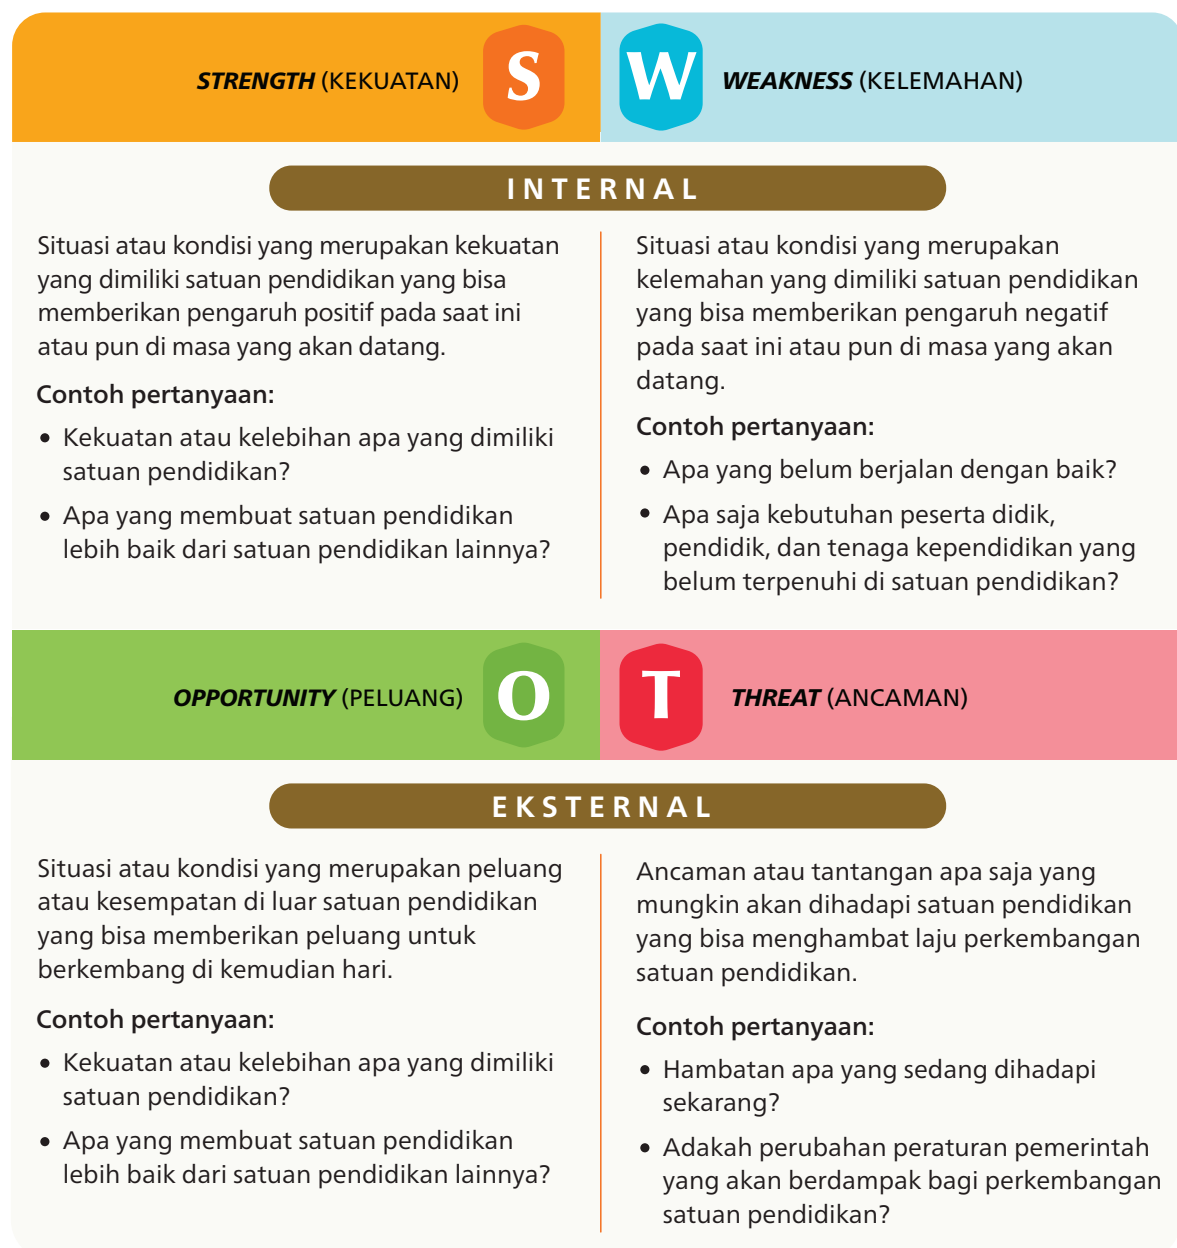 STRENGTH (KEKUATAN)
S
W
WEAKNESS (KELEMAHAN)
INTERNAL
Situasi atau kondisi yang merupakan kekuatan
yang dimiliki satuan pendidikan yang bisa
memberikan pengaruh positif pada saat ini
atau pun di masa yang akan datang.
Contoh pertanyaan:
• Kekuatan atau kelebihan apa yang dimiliki
satuan pendidikan?
• Apa yang membuat satuan pendidikan
lebih baik dari satuan pendidikan lainnya?
Situasi atau kondisi yang merupakan
kelemahan yang dimiliki satuan pendidikan
yang bisa memberikan pengaruh negatif
pada saat ini atau pun di masa yang akan
datang.
Contoh pertanyaan:
• Apa yang belum berjalan dengan baik?
• Apa saja kebutuhan peserta didik,
pendidik, dan tenaga kependidikan yang
belum terpenuhi di satuan pendidikan?
OPPORTUNITY (PELUANG)
O
T
THREAT (ANCAMAN)
EKSTERNAL
Situasi atau kondisi yang merupakan peluang
atau kesempatan di luar satuan pendidikan
yang bisa memberikan peluang untuk
berkembang di kemudian hari.
Contoh pertanyaan:
• Kekuatan atau kelebihan apa yang dimiliki
satuan pendidikan?
• Apa yang membuat satuan pendidikan
lebih baik dari satuan pendidikan lainnya?
Ancaman atau tantangan apa saja yang
mungkin akan dihadapi satuan pendidikan
yang bisa menghambat laju perkembangan
satuan pendidikan.
Contoh pertanyaan:
• Hambatan apa yang sedang dihadapi
sekarang?
• Adakah perubahan peraturan pemerintah
yang akan berdampak bagi perkembangan
satuan pendidikan?